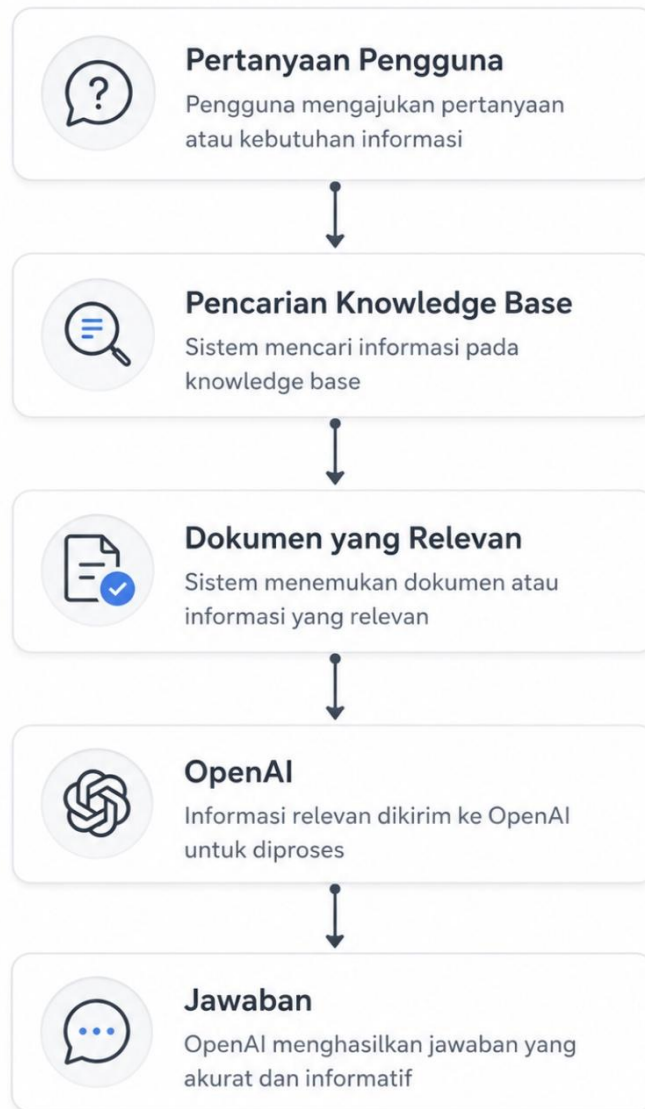 Pertanyaan Pengguna
Pengguna mengajukan pertanyaan
atau kebutuhan informasi
Pencarian Knowledge Base
Sistem mencari informasi pada
knowledge base
Dokumen yang Relevan
Sistem menemukan dokumen atau
informasi yang relevan
OpenAI
Informasi relevan dikirim ke OpenAI
untuk diproses
Jawaban
OpenAI menghasilkan jawaban yang
akurat dan informatif